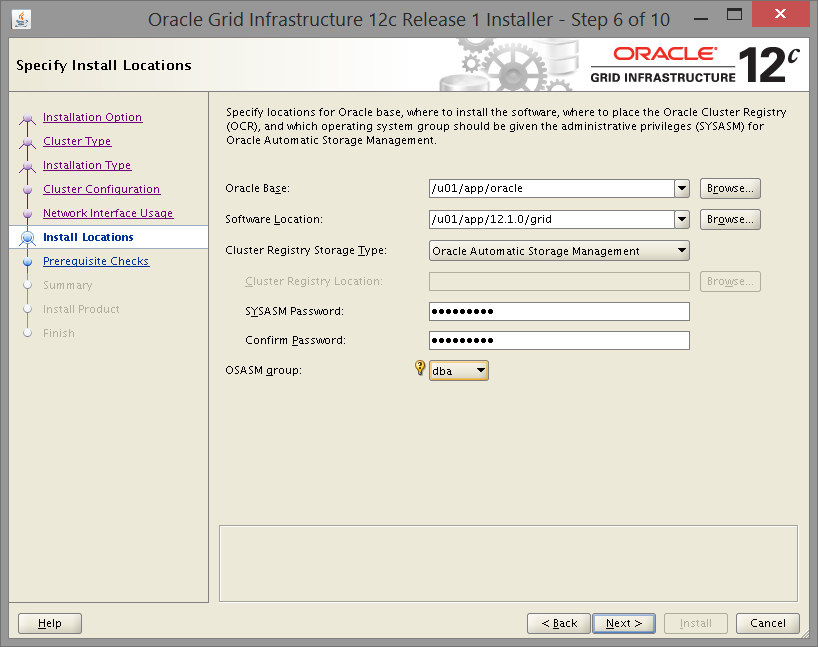 Oracle Grid Infrastructure 12c Release 1 Installer - Step 6 of 10
Specify Install Locations
ORACLE
GRID INFRASTRUCTURE 12c
Installation Option
Cluster Type
Installation Type
Cluster Configuration
Network Interface Usage
Install Locations
Prerequisite Checks
Summary
Install Product
Finish
Specify locations for Oracle base, where to install the software, where to place the Oracle Cluster Registry
(OCR), and which operating system group should be given the administrative privileges (SYSASM) for
Oracle Automatic Storage Management.
Oracle Base: /u01/app/oracle Browse...
Software Location: /u01/app/12.1.0/grid Browse...
Cluster Registry Storage Type: Oracle Automatic Storage Management
Cluster Registry Location: Browse...
SYSASM Password: •••••••••
Confirm Password: •••••••••
OSASM group: dba
Help < Back Next > Install Cancel